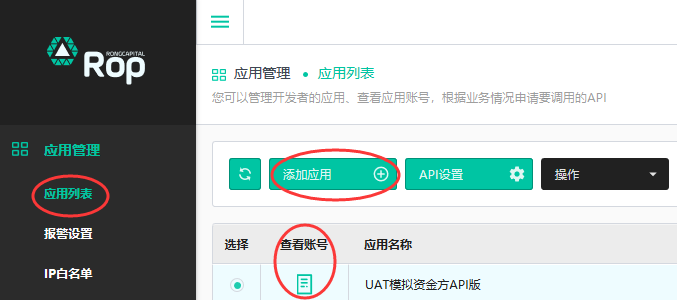 RONGCAPITAL
Rop
应用管理
应用列表
报警设置
IP白名单
应用管理 • 应用列表
您可以管理开发者的应用、查看应用账号，根据业务情况申请要调用的API
添加应用 API设置 操作
选择 查看账号 应用名称
UAT模拟资金方API版